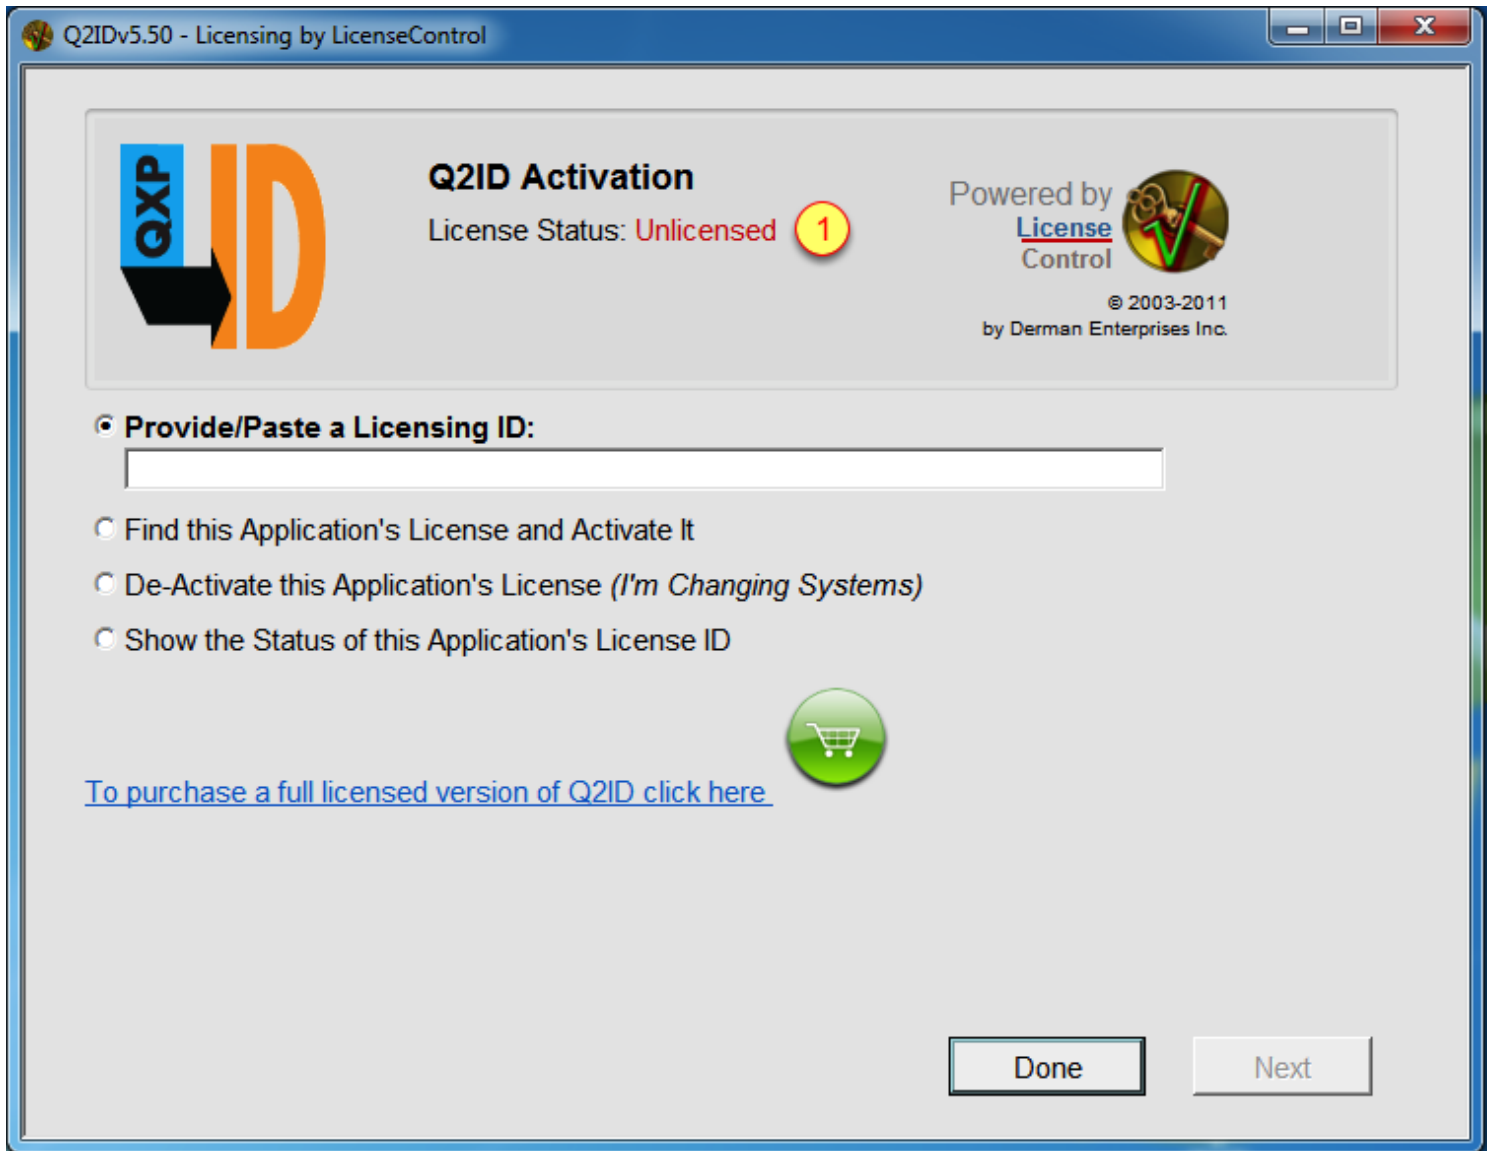 Q2IDv5.50 - Licensing by LicenseControl
QXP
ID
Q2ID Activation
License Status: Unlicensed
1
Powered by
License
Control
© 2003-2011
by Derman Enterprises Inc.
Provide/Paste a Licensing ID:
Find this Application's License and Activate It
De-Activate this Application's License (I'm Changing Systems)
Show the Status of this Application's License ID
To purchase a full licensed version of Q2ID click here
Done
Next